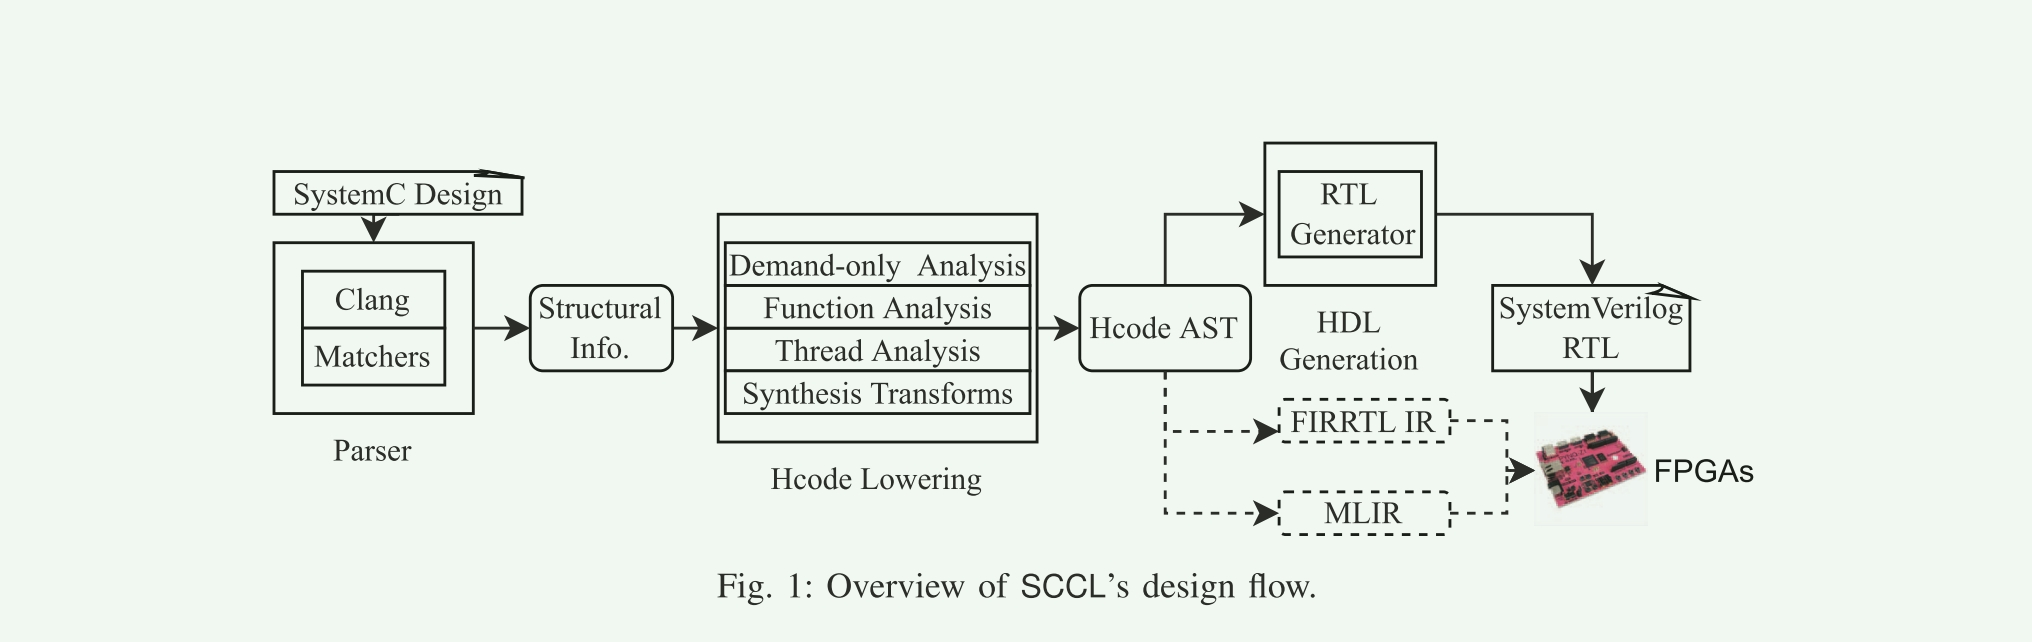 SystemC Design
Clang
Matchers
Parser
Structural
Info.
Demand-only Analysis
Function Analysis
Thread Analysis
Synthesis Transforms
Hcode Lowering
Hcode AST
RTL
Generator
HDL
Generation
SystemVerilog
RTL
FIRRTL IR
MLIR
FPGAs
Fig. 1: Overview of SCCL's design flow.